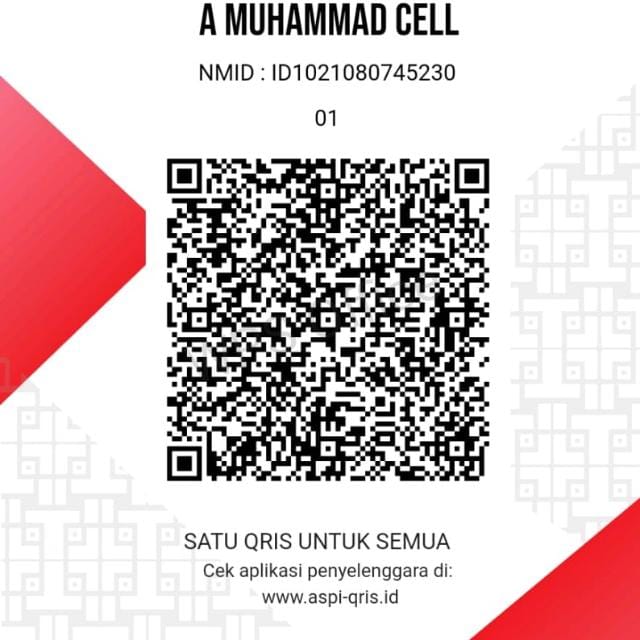 A MUHAMMAD CELL
NMID : ID1021080745230
01
SATU QRIS UNTUK SEMUA
Cek aplikasi penyelenggara di:
www.aspi-qris.id